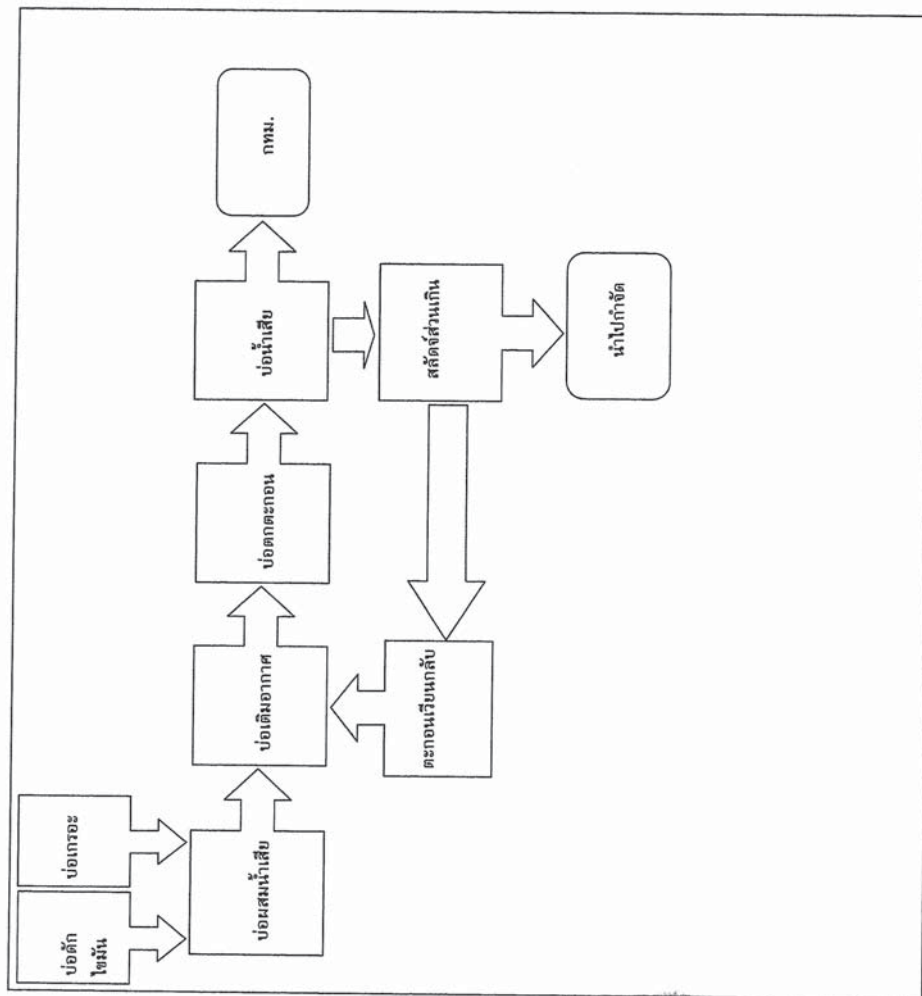 บ่อดัก
ไขมัน
บ่อเกรอะ
บ่อผสมน้ำเสีย
บ่อเติมอากาศ
บ่อตกตะกอน
บ่อน้ำเสีย
กทม.
ตะกอนเวียนกลับ
สลัดจ์ส่วนเกิน
นำไปกำจัด